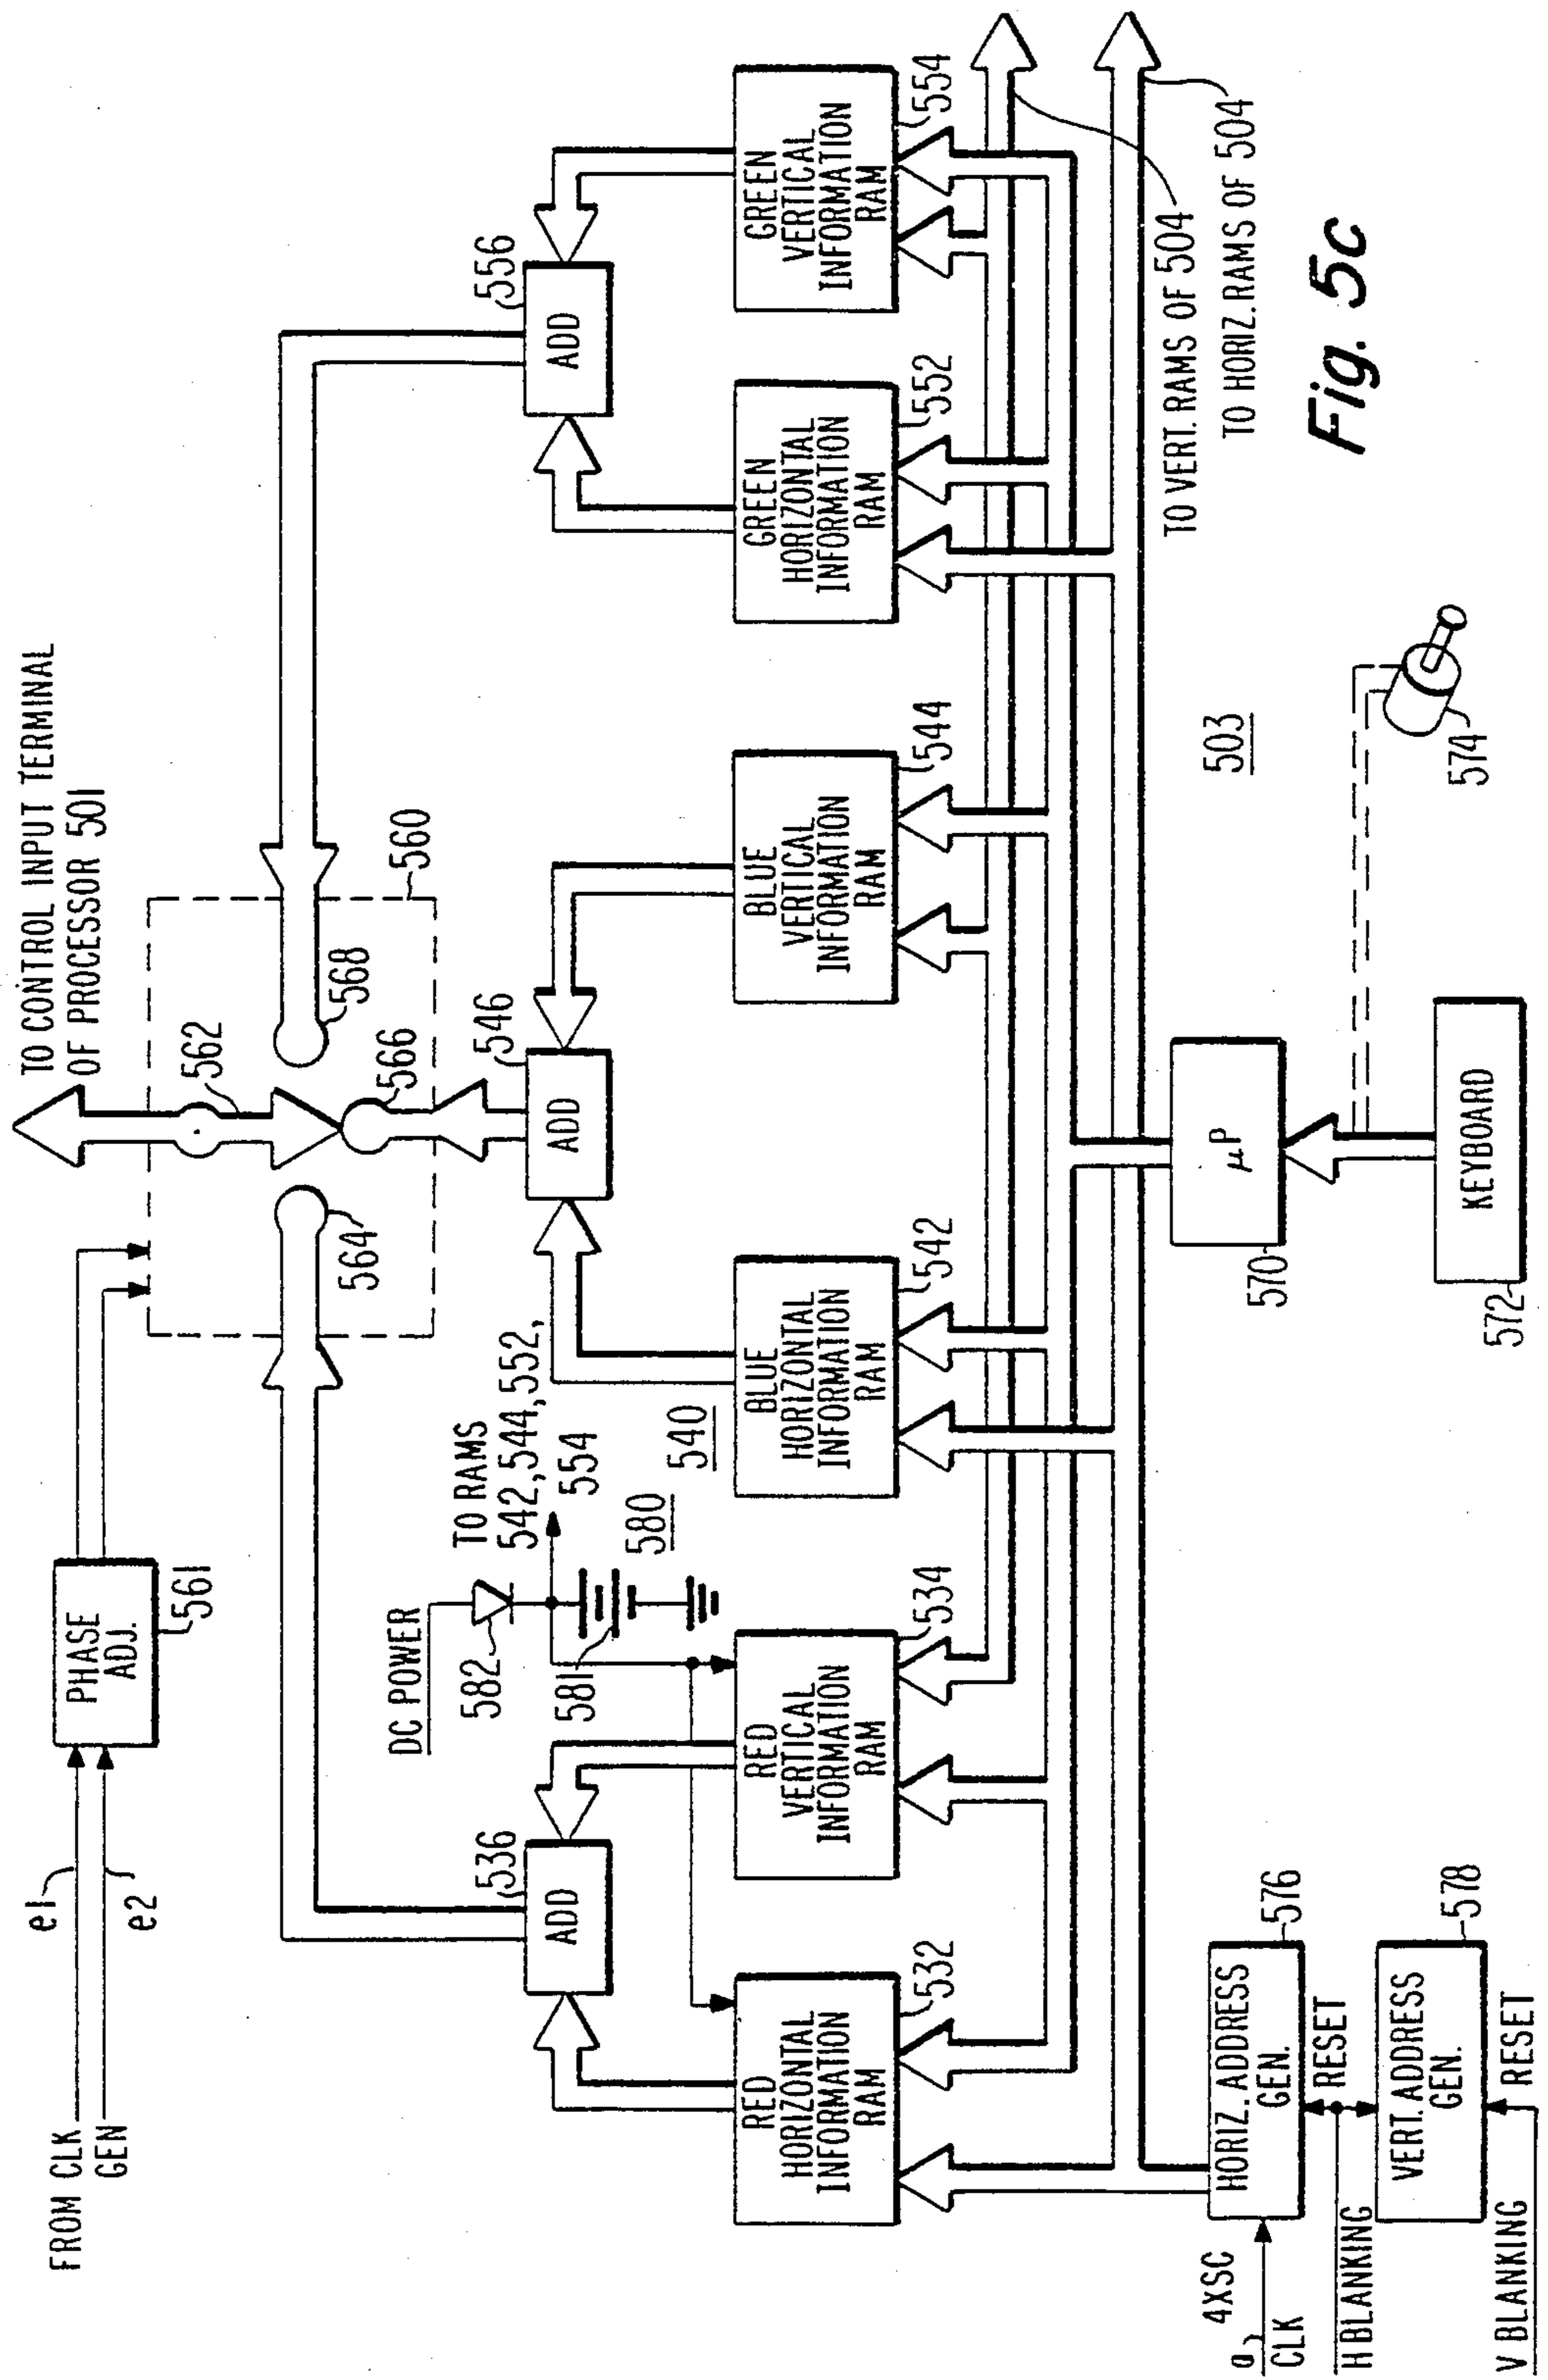 FROM CLK
GEN
e1
e2
PHASE
ADJ.
561
TO CONTROL INPUT TERMINAL
OF PROCESSOR 501
562
560
564
566
568
DC POWER
582
581
580
TO RAMS
542, 544, 552,
554
536
ADD
546
ADD
556
ADD
540
RED
HORIZONTAL
INFORMATION
RAM
532
RED
VERTICAL
INFORMATION
RAM
534
BLUE
HORIZONTAL
INFORMATION
RAM
542
BLUE
VERTICAL
INFORMATION
RAM
544
GREEN
HORIZONTAL
INFORMATION
RAM
552
GREEN
VERTICAL
INFORMATION
RAM
554
TO VERT. RAMS OF 504
TO HORIZ. RAMS OF 504
4XSC
a
CLK
HORIZ. ADDRESS
GEN.
576
RESET
H BLANKING
VERT. ADDRESS
GEN.
578
RESET
V BLANKING
μP
570
KEYBOARD
572
574
503
Fig. 5c